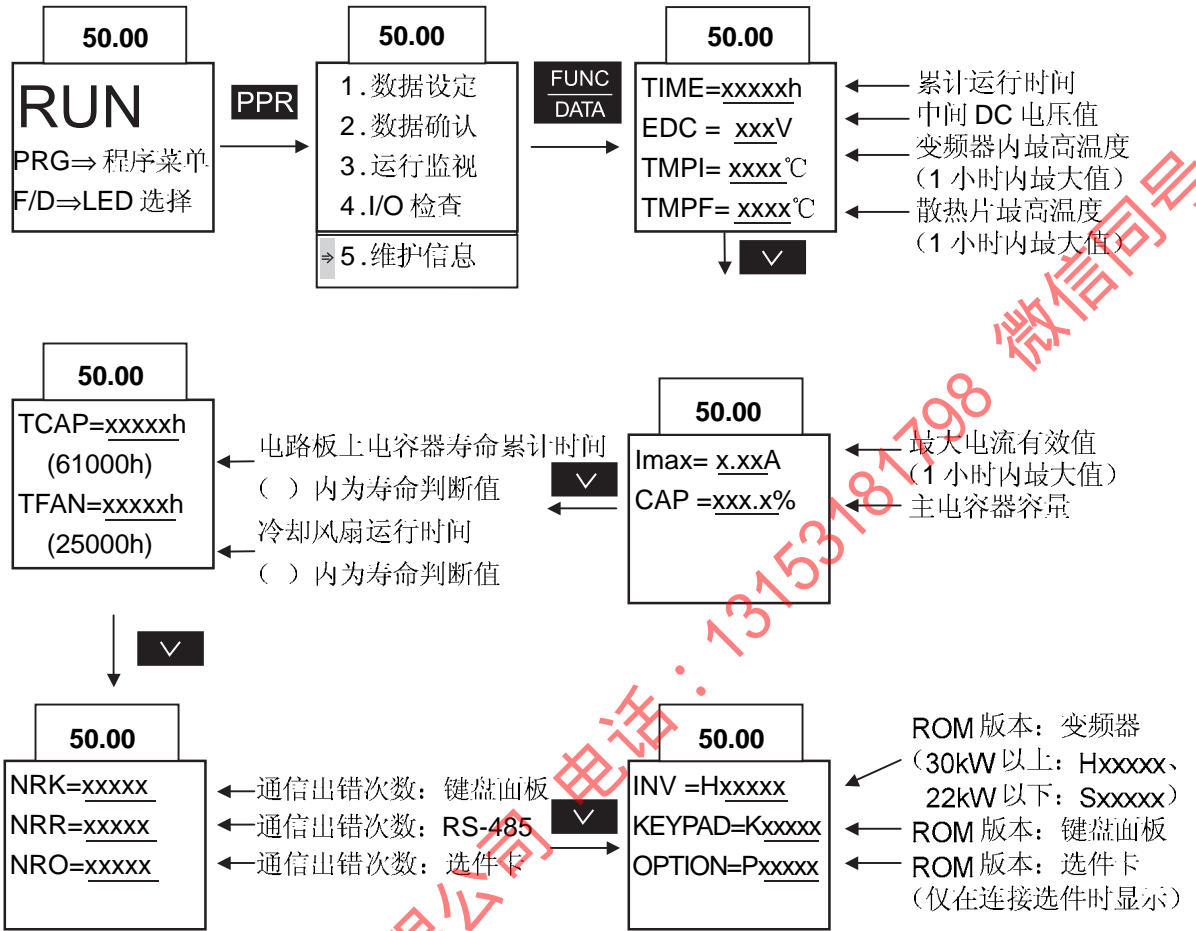 50.00
RUN
PRG⇒程序菜单
F/D⇒LED 选择
PPR
50.00
1.数据设定
2.数据确认
3.运行监视
4.I/O 检查
⇒ 5.维护信息
FUNC
DATA
50.00
TIME=xxxxxh
EDC = xxxV
TMPI= xxxx℃
TMPF= xxxx℃
累计运行时间
中间 DC 电压值
变频器内最高温度
（1 小时内最大值）
散热片最高温度
（1 小时内最大值）
50.00
TCAP=xxxxxh
(61000h)
TFAN=xxxxxh
(25000h)
电路板上电容器寿命累计时间
（ ）内为寿命判断值
冷却风扇运行时间
（ ）内为寿命判断值
50.00
Imax= x.xxA
CAP =xxx.x%
最大电流有效值
（1 小时内最大值）
主电容器容量
50.00
NRK=xxxxx
NRR=xxxxx
NRO=xxxxx
通信出错次数：键盘面板
通信出错次数：RS-485
通信出错次数：选件卡
50.00
INV =Hxxxxx
KEYPAD=Kxxxxx
OPTION=Pxxxxx
ROM 版本：变频器
（30kW 以上：Hxxxxx、
22kW 以下：Sxxxxx）
ROM 版本：键盘面板
ROM 版本：选件卡
（仅在连接选件时显示）
限公司 电话：13153181798 微信同号